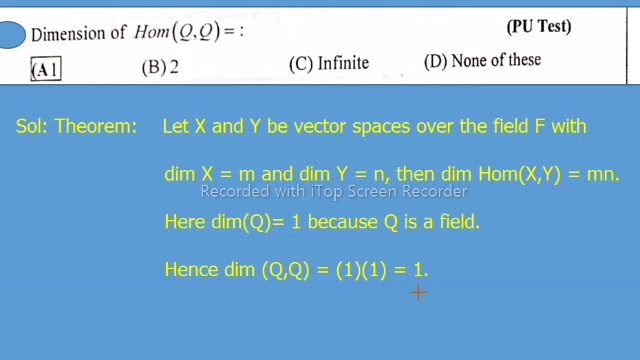 Dimension of Hom(Q,Q)=: (PU Test)
(A 1 (B) 2 (C) Infinite (D) None of these
Sol: Theorem: Let X and Y be vector spaces over the field F with
dim X = m and dim Y = n, then dim Hom(X,Y) = mn.
Recorded with iTop Screen Recorder
Here dim(Q)= 1 because Q is a field.
Hence dim (Q,Q) = (1)(1) = 1.